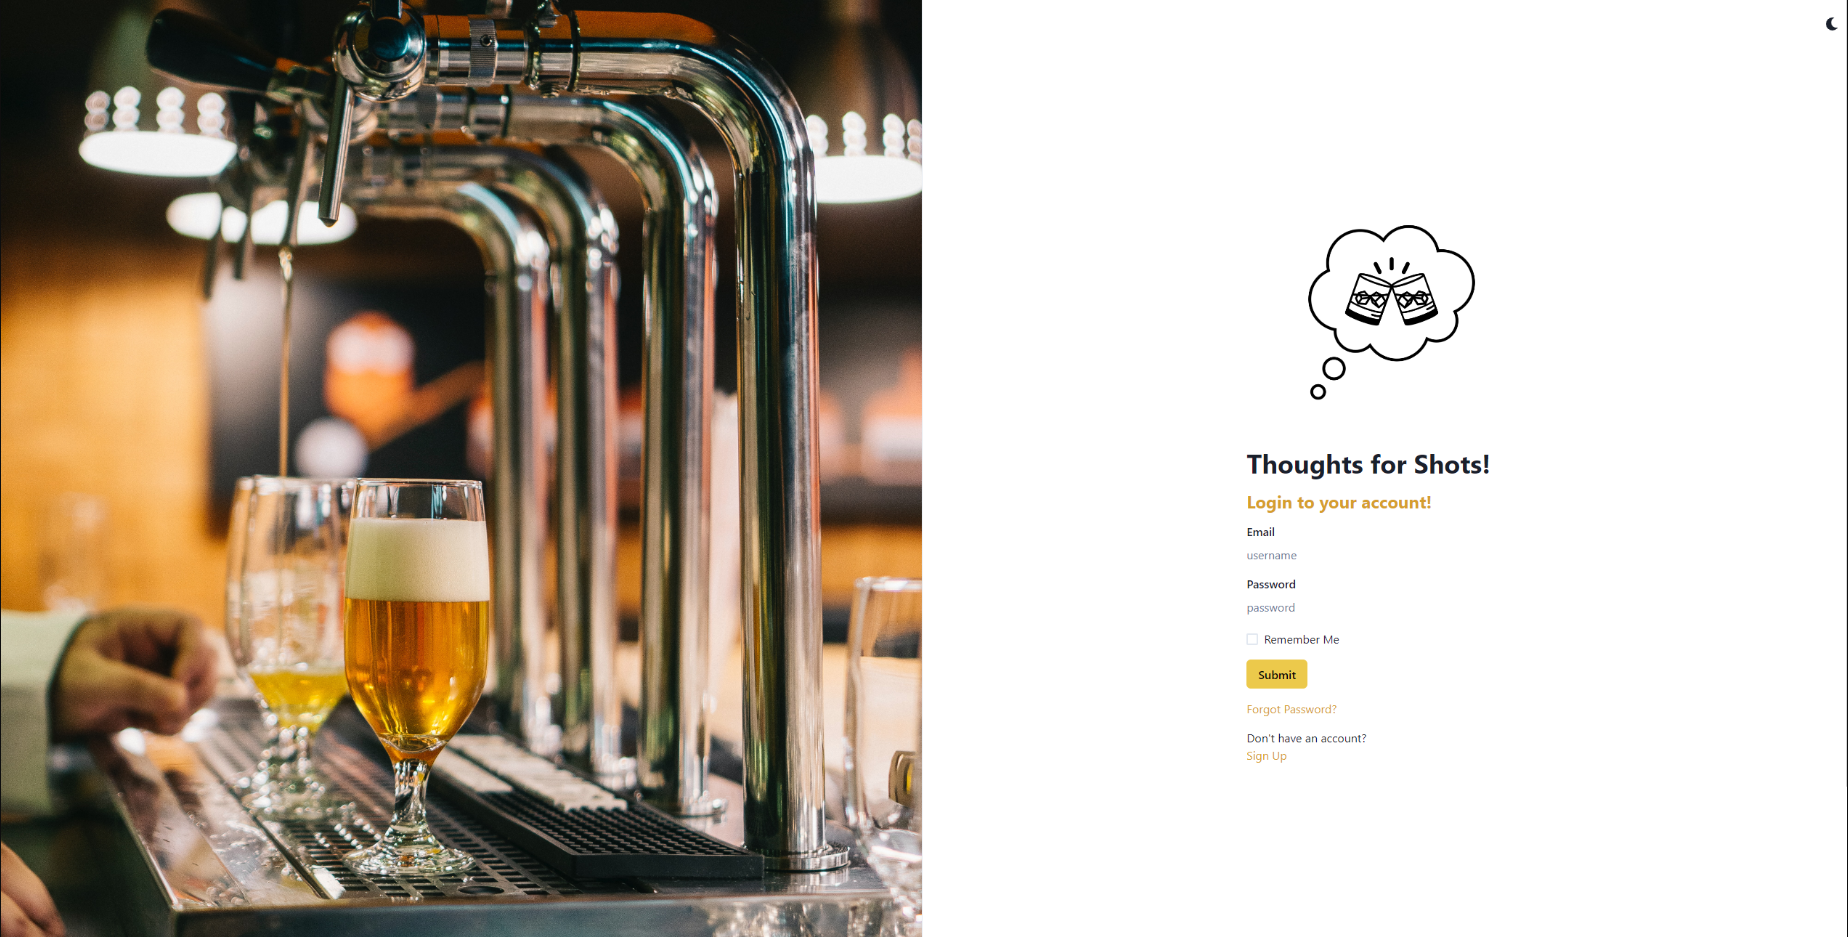 Thoughts for Shots!
Login to your account!
Email
username
Password
password
Remember Me
Submit
Forgot Password?
Don't have an account?
Sign Up